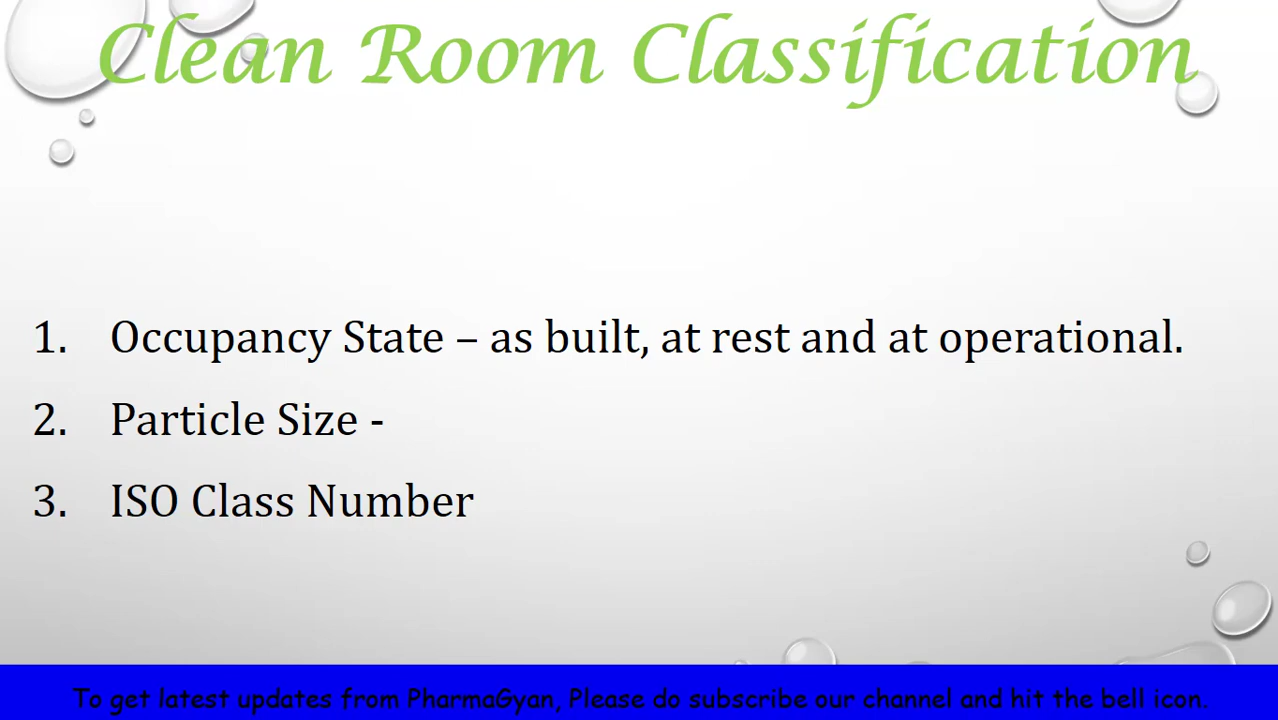 Clean Room Classification
1. Occupancy State – as built, at rest and at operational.
2. Particle Size -
3. ISO Class Number
To get latest updates from PharmaGyan, Please do subscribe our channel and hit the bell icon.